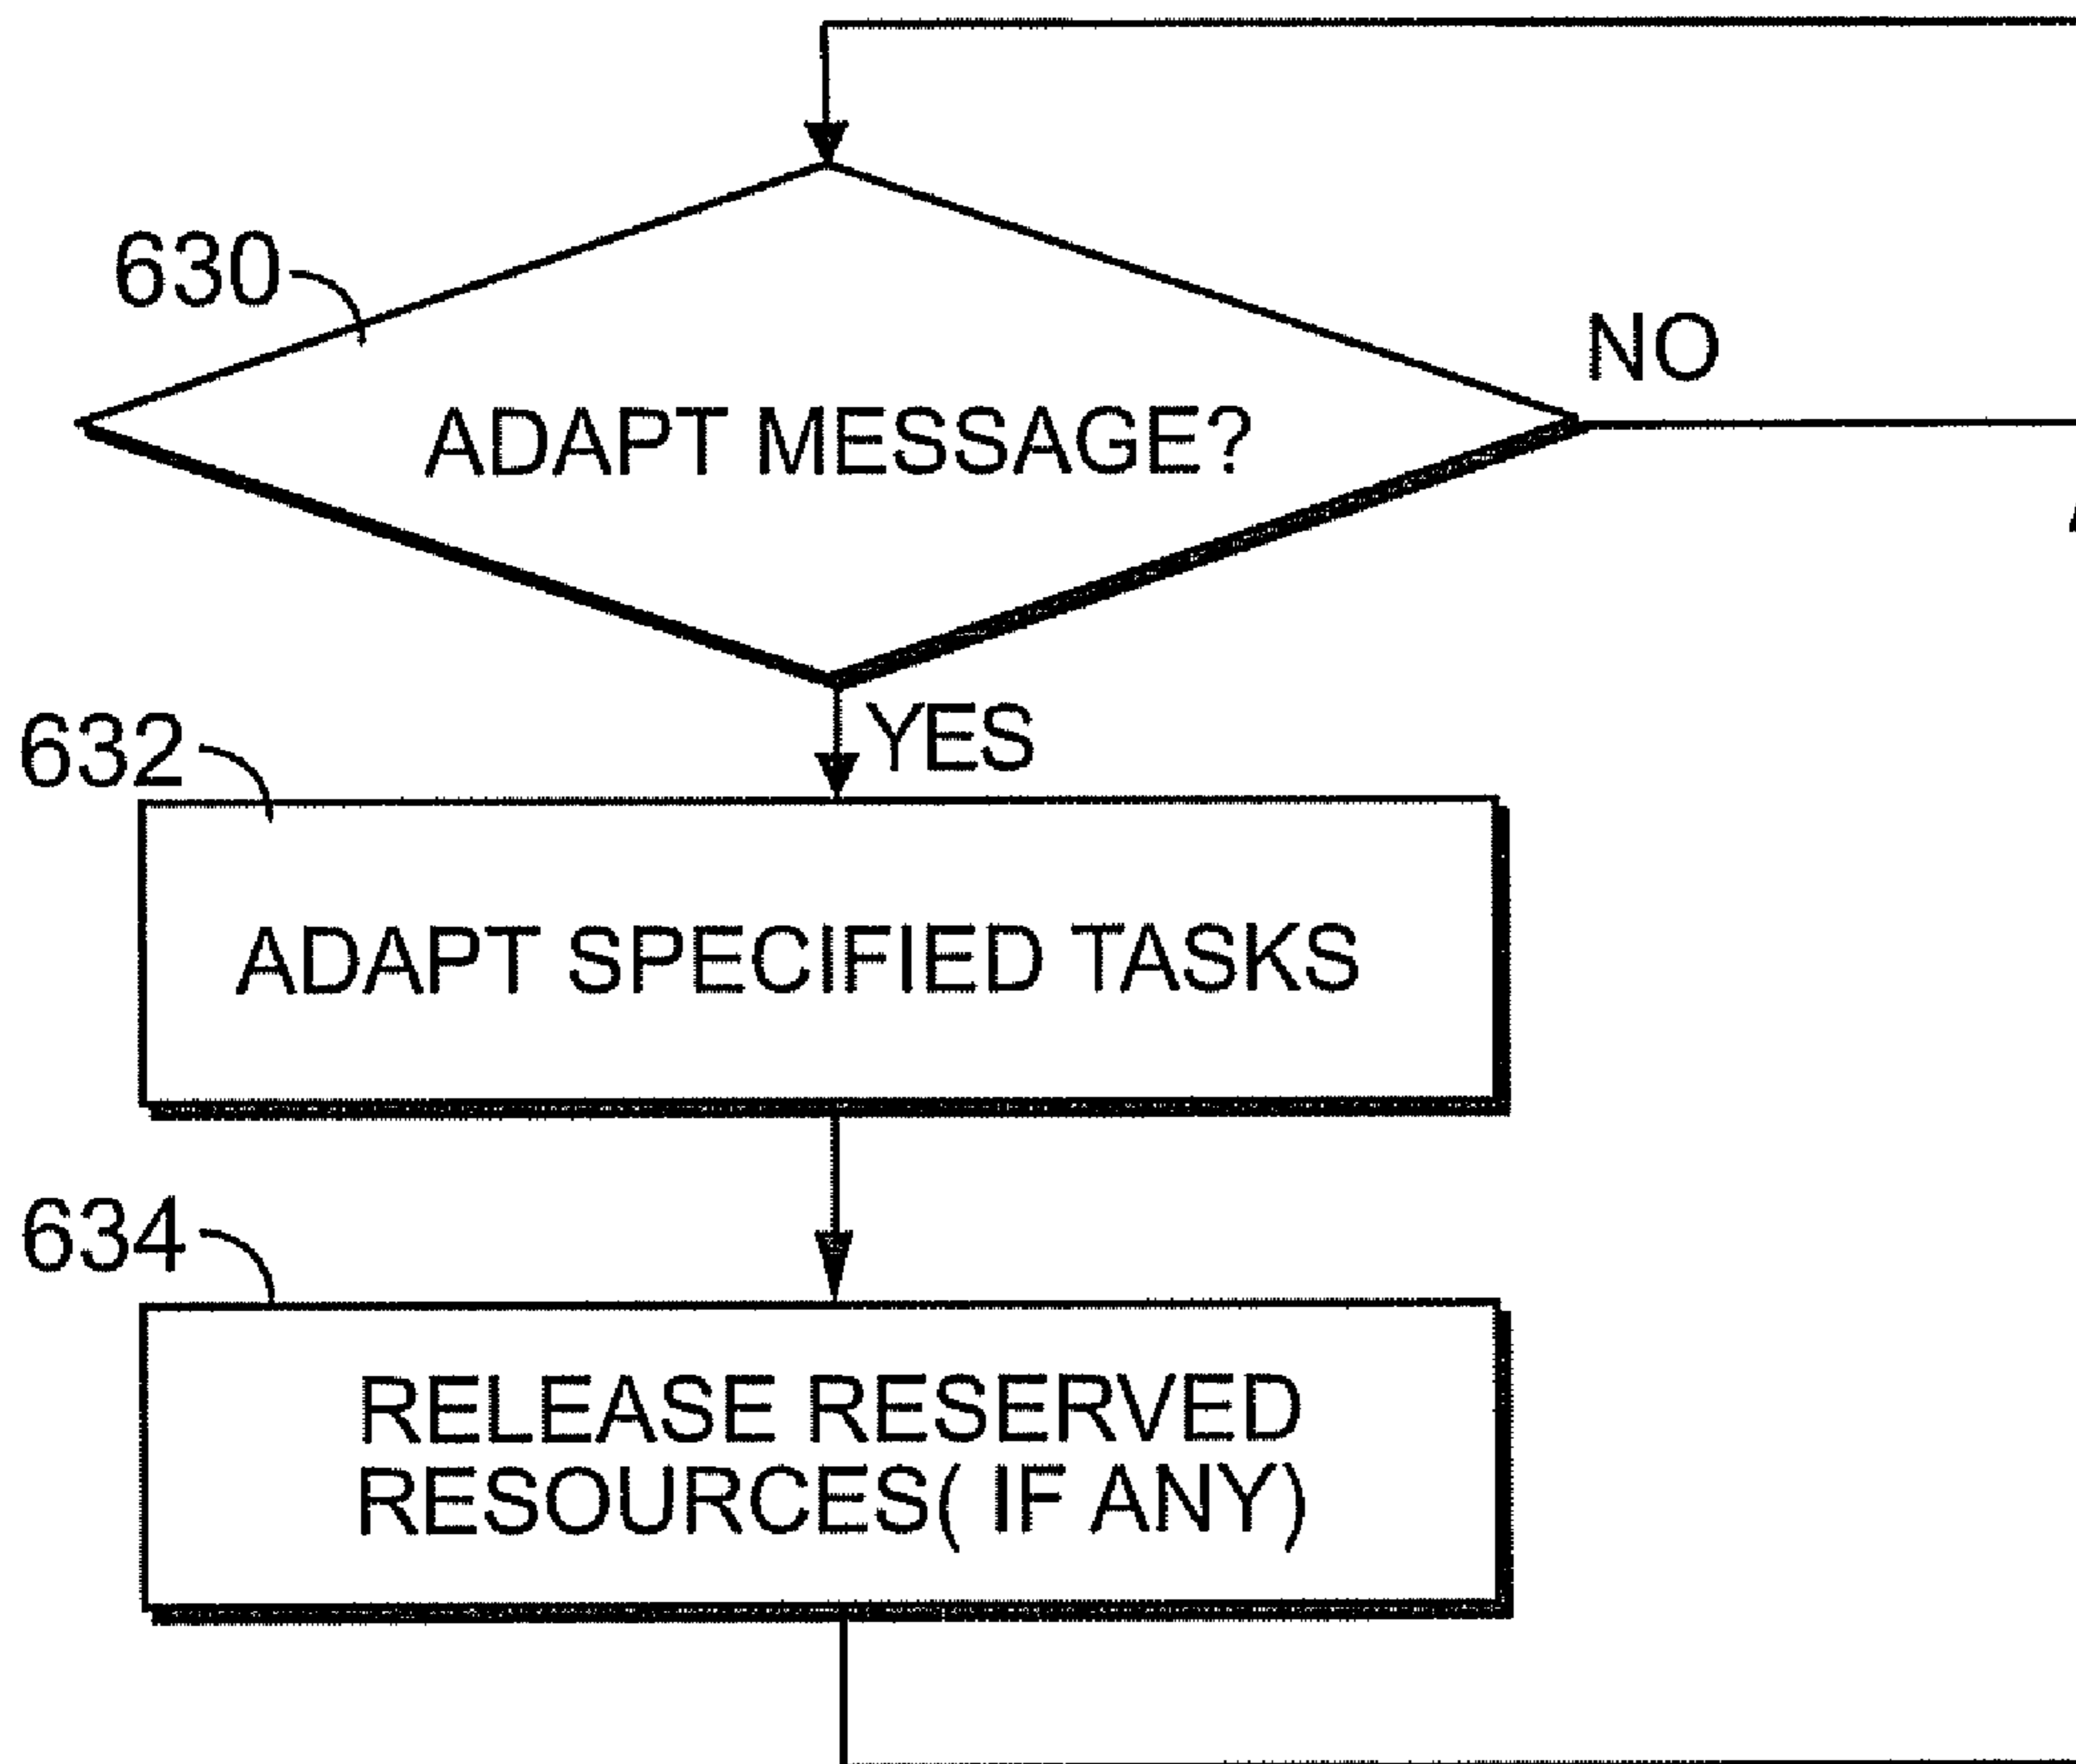 630
NO
ADAPT MESSAGE?
YES
632
ADAPT SPECIFIED TASKS
634
RELEASE RESERVED
RESOURCES( IF ANY)